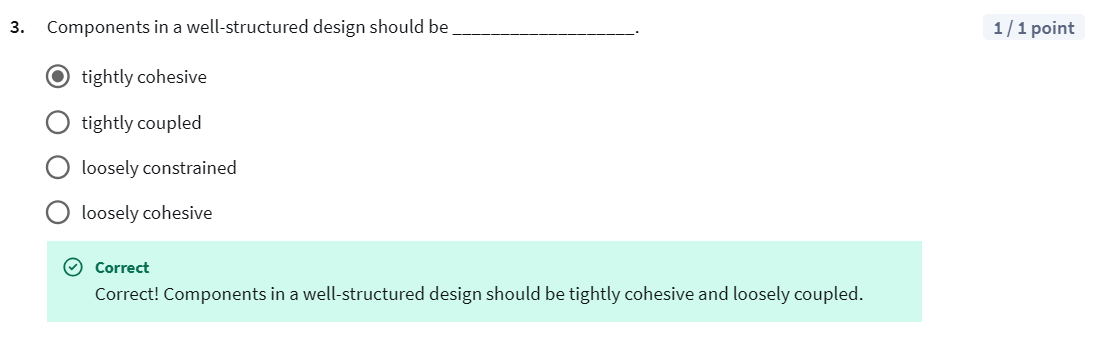 3. Components in a well-structured design should be ___________________.
1 / 1 point
tightly cohesive
tightly coupled
loosely constrained
loosely cohesive
Correct
Correct! Components in a well-structured design should be tightly cohesive and loosely coupled.